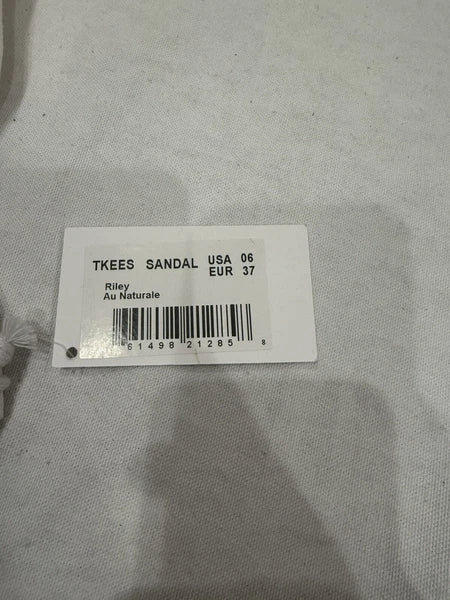 TKEES SANDAL USA 06
EUR 37
Riley
Au Naturale
61498 21285 8